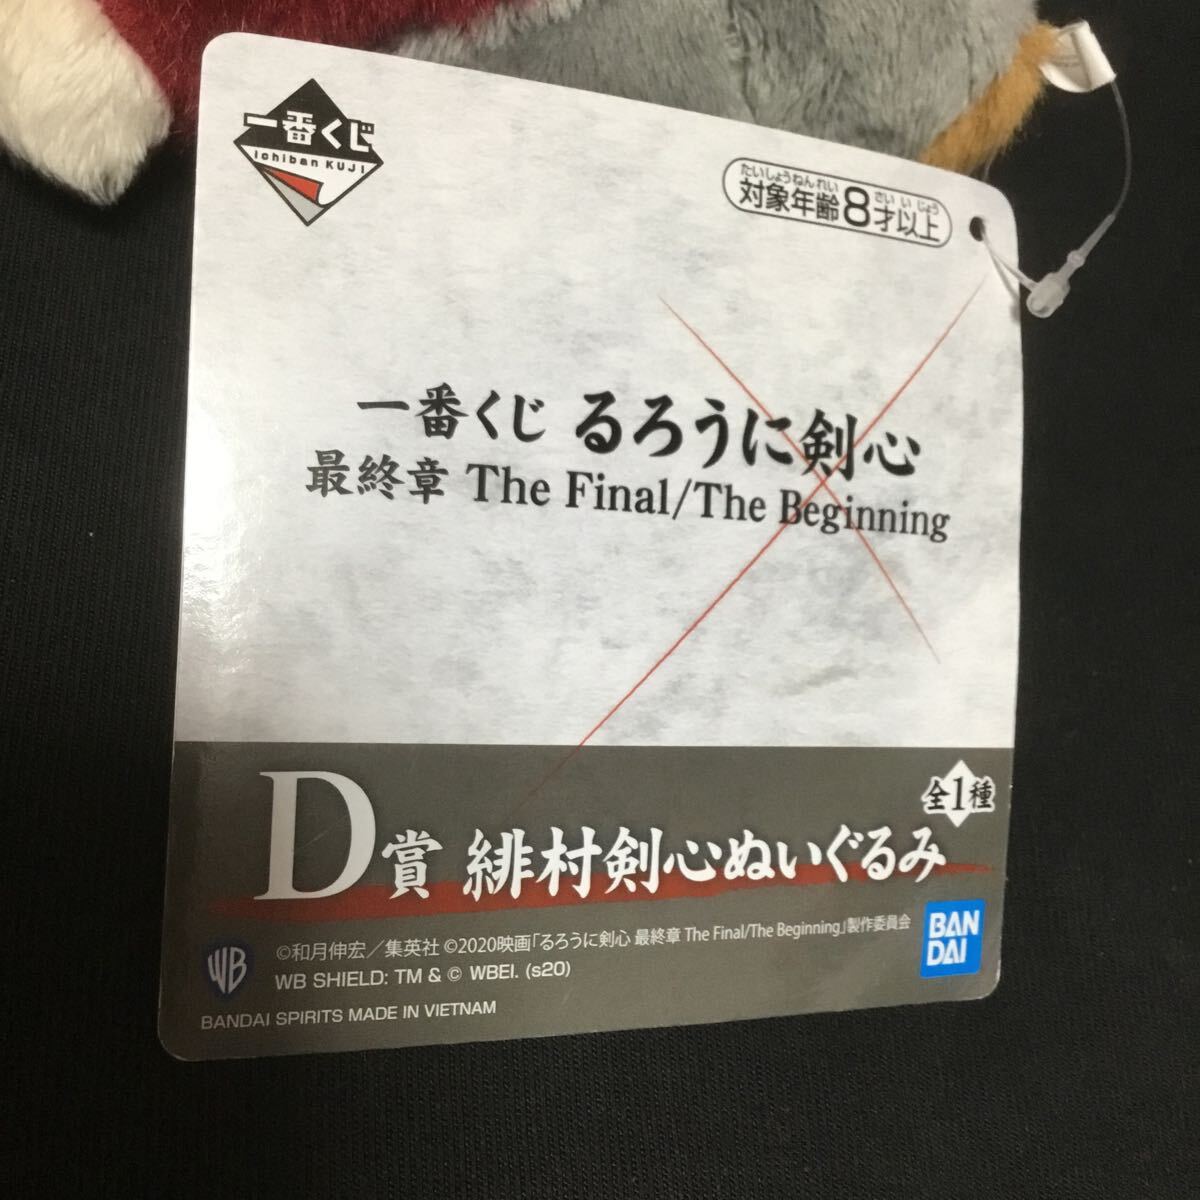 一番くじ
Ichiban KUJI
たいしょうねんれい さい いじょう
対象年齢8才以上
一番くじ るろうに剣心
最終章 The Final/The Beginning
全1種
D賞 緋村剣心ぬいぐるみ
©和月伸宏／集英社 ©2020映画「るろうに剣心 最終章 The Final/The Beginning」製作委員会
WB SHIELD: TM & © WBEI. (s20)
WB
BANDAI SPIRITS MADE IN VIETNAM
BAN
DAI